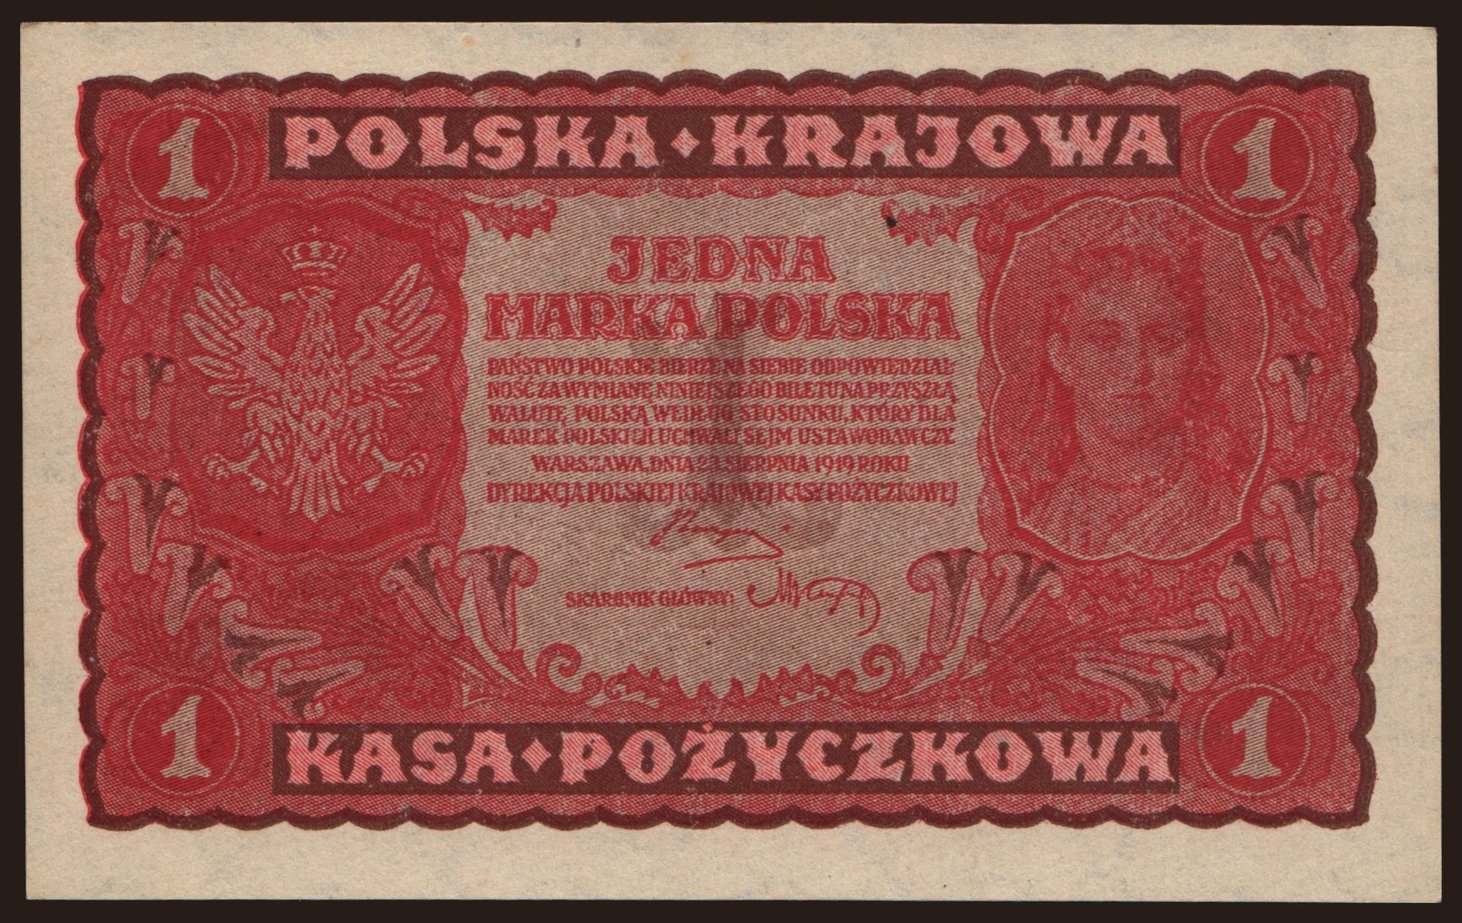 1 POLSKA ♦ KRAJOWA 1
JEDNA
MARKA POLSKA
PAŃSTWO POLSKIE BIERZE NA SIEBIE ODPOWIEDZIAL-
NOŚĆ ZA WYMIANĘ NINIEJSZEGO BILETU NA PRZYSZŁĄ
WALUTĘ POLSKĄ WEDŁUG STOSUNKU, KTÓRY DLA
MAREK POLSKICH UCHWALI SEJM USTAWODAWCZY.
WARSZAWA, DNIA 23 SIERPNIA 1919 ROKU
DYREKCJA POLSKIEJ KRAJOWEJ KASY POŻYCZKOWEJ
SKARBNIK GŁÓWNY:
1 KASA ♦ POŻYCZKOWA 1